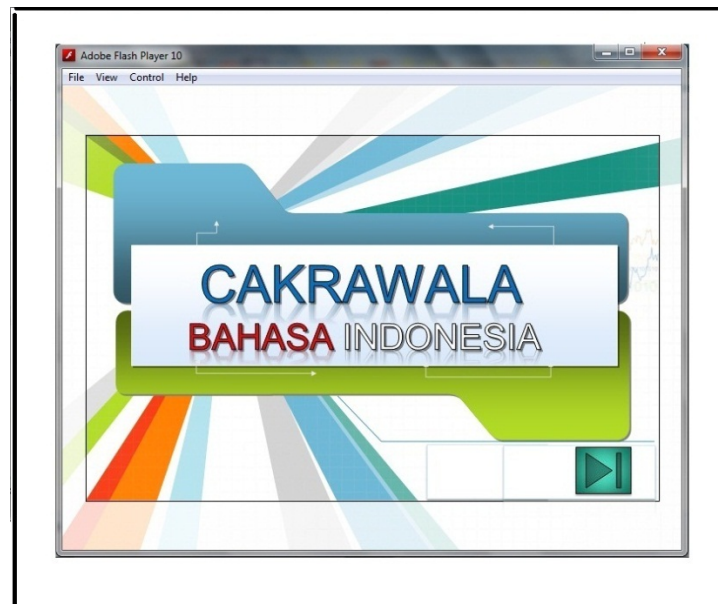 Adobe Flash Player 10
File View Control Help
CAKRAWALA
BAHASA INDONESIA